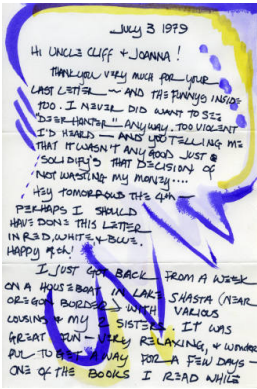 July 3 1979
Hi Uncle Cliff & Joanna!
Thank you very much for your
last letter — and the funnys inside
too. I never did want to see
"Deer Hunter" anyway. Too violent
I'd heard — and you telling me
that it wasn't any good just
solidifys that decision of
not wasting my money....
Hey tomorrow the 4th —
perhaps I should
have done this letter
in red, white & blue.
Happy 4th!
I just got back from a week
on a houseboat in Lake Shasta (near
Oregon border) with various
cousins & my 2 sisters. It was
great fun — very relaxing, & wonder
ful to get away for a few days —
one of the books I read while